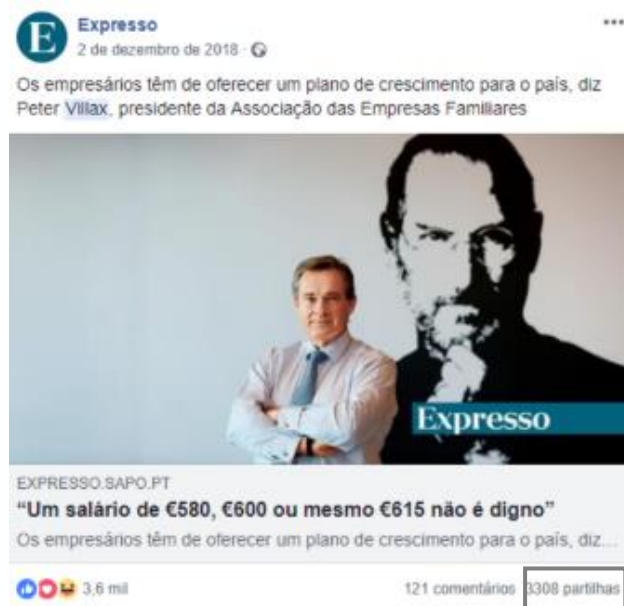 E
Expresso
2 de dezembro de 2018 ·
Os empresários têm de oferecer um plano de crescimento para o país, diz
Peter Villax, presidente da Associação das Empresas Familiares
Expresso
EXPRESSO.SAPO.PT
“Um salário de €580, €600 ou mesmo €615 não é digno”
Os empresários têm de oferecer um plano de crescimento para o país, diz...
3,6 mil
121 comentários 3308 partilhas